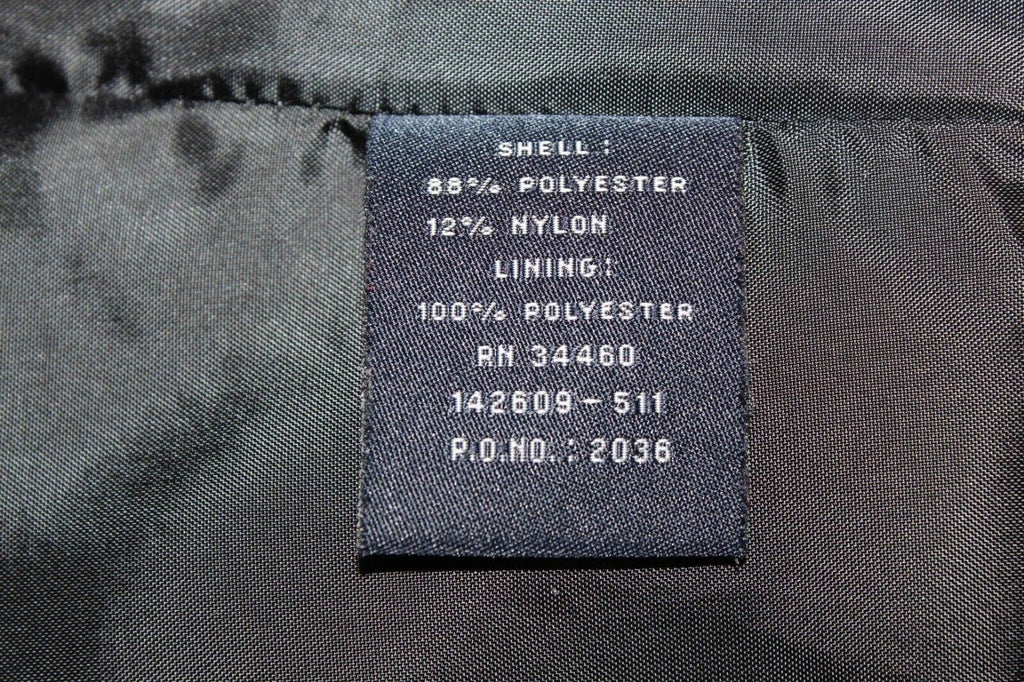 SHELL:
88% POLYESTER
12% NYLON
LINING:
100% POLYESTER
RN 34460
142609-511
P.O.NO.: 2036